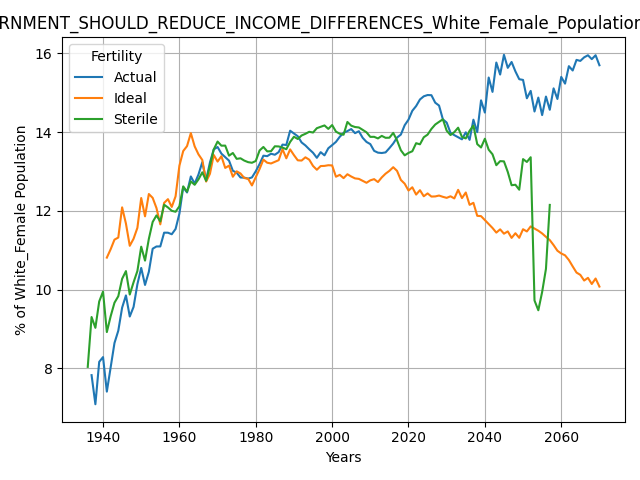 RNMENT_SHOULD_REDUCE_INCOME_DIFFERENCES_White_Female_Population
Fertility
Actual
Ideal
Sterile
% of White_Female Population
16
14
12
10
8
1940 1960 1980 2000 2020 2040 2060
Years